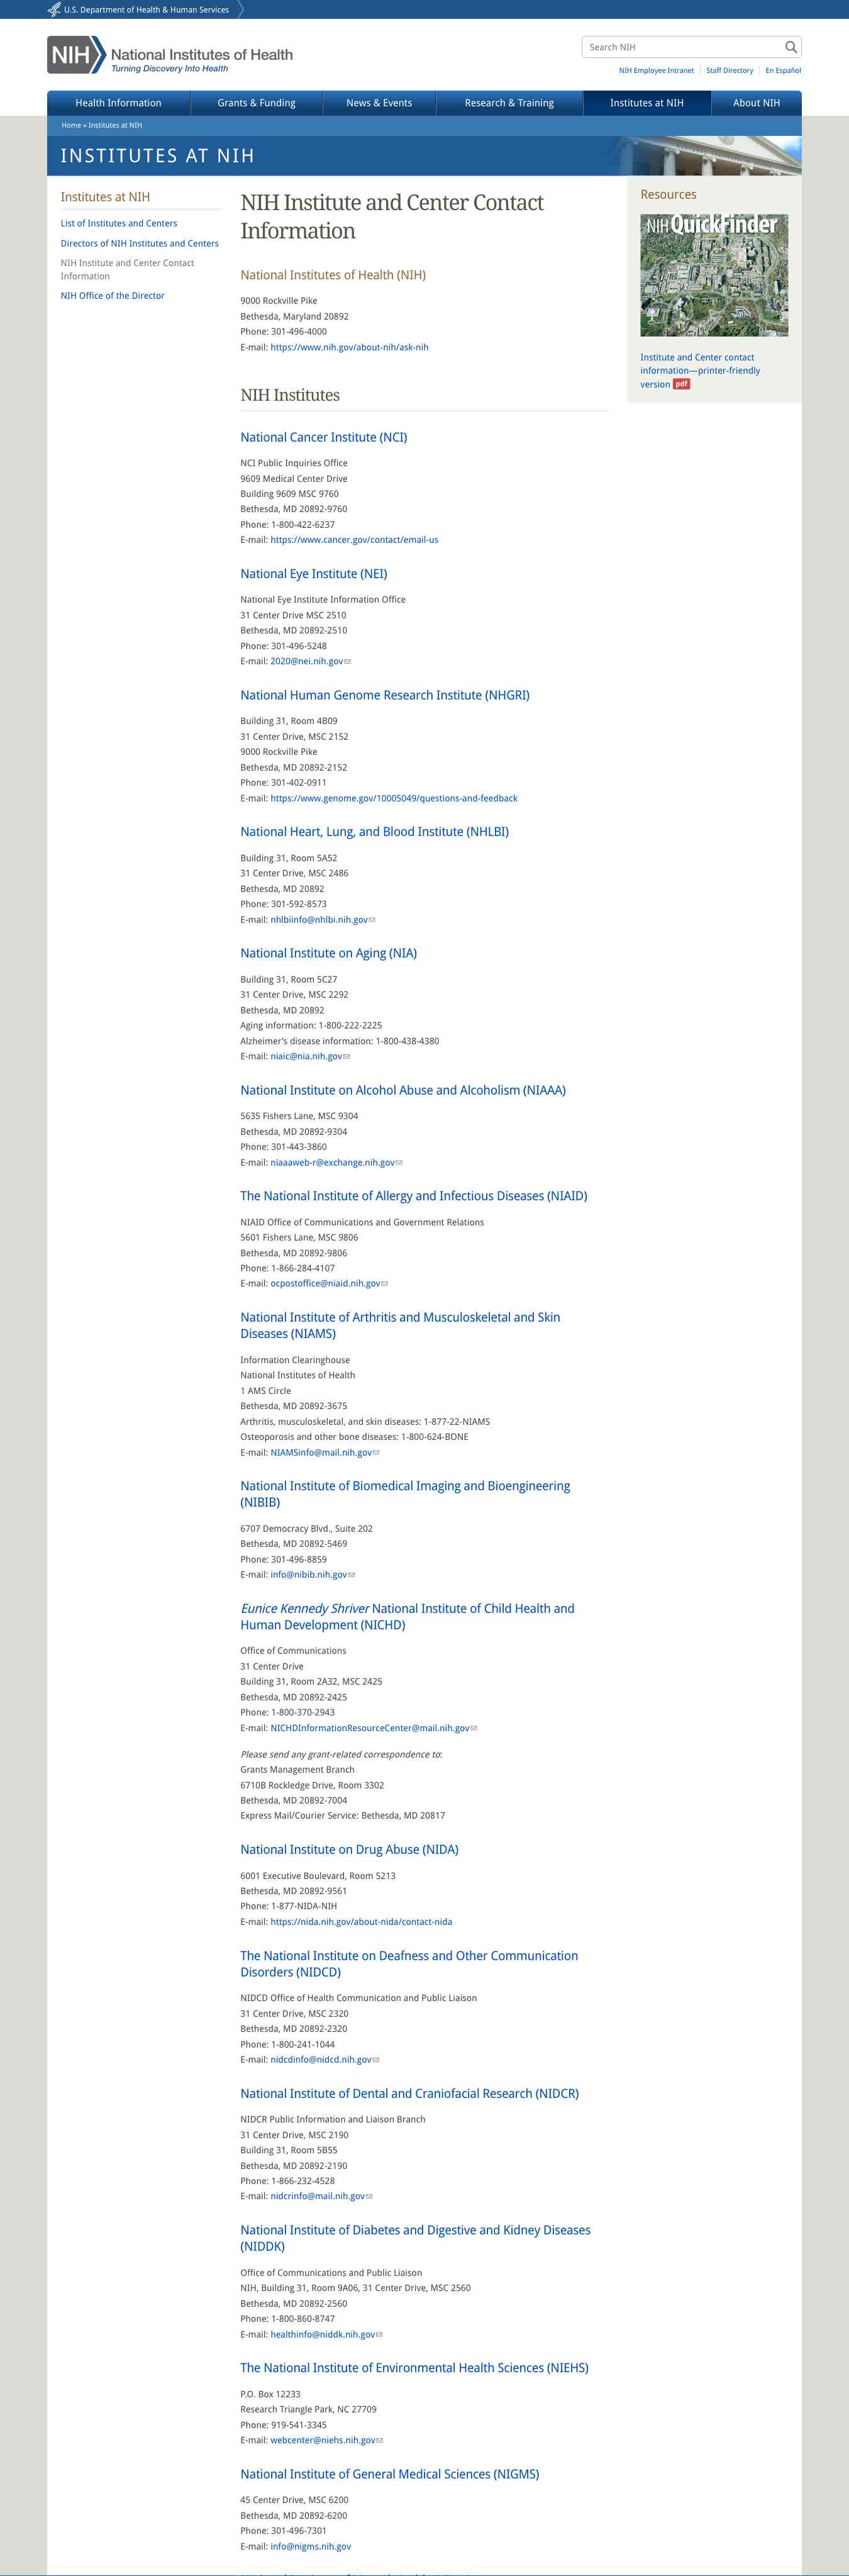 U.S. Department of Health & Human Services
NIH National Institutes of Health
Turning Discovery Into Health
Search NIH
NIH Employee Intranet
Staff Directory
En Español
Health Information
Grants & Funding
News & Events
Research & Training
Institutes at NIH
About NIH
Home » Institutes at NIH
INSTITUTES AT NIH
Institutes at NIH
List of Institutes and Centers
Directors of NIH Institutes and Centers
NIH Institute and Center Contact
Information
NIH Office of the Director
NIH Institute and Center Contact
Information
National Institutes of Health (NIH)
9000 Rockville Pike
Bethesda, Maryland 20892
Phone: 301-496-4000
E-mail: https://www.nih.gov/about-nih/ask-nih
NIH Institutes
National Cancer Institute (NCI)
NCI Public Inquiries Office
9609 Medical Center Drive
Building 9609 MSC 9760
Bethesda, MD 20892-9760
Phone: 1-800-422-6237
E-mail: https://www.cancer.gov/contact/email-us
National Eye Institute (NEI)
National Eye Institute Information Office
31 Center Drive MSC 2510
Bethesda, MD 20892-2510
Phone: 301-496-5248
E-mail: 2020@nei.nih.gov
National Human Genome Research Institute (NHGRI)
Building 31, Room 4B09
31 Center Drive, MSC 2152
9000 Rockville Pike
Bethesda, MD 20892-2152
Phone: 301-402-0911
E-mail: https://www.genome.gov/10005049/questions-and-feedback
National Heart, Lung, and Blood Institute (NHLBI)
Building 31, Room 5A52
31 Center Drive, MSC 2486
Bethesda, MD 20892
Phone: 301-592-8573
E-mail: nhlbiinfo@nhlbi.nih.gov
National Institute on Aging (NIA)
Building 31, Room 5C27
31 Center Drive, MSC 2292
Bethesda, MD 20892
Aging information: 1-800-222-2225
Alzheimer's disease information: 1-800-438-4380
E-mail: niaic@nia.nih.gov
National Institute on Alcohol Abuse and Alcoholism (NIAAA)
5635 Fishers Lane, MSC 9304
Bethesda, MD 20892-9304
Phone: 301-443-3860
E-mail: niaaaweb-r@exchange.nih.gov
The National Institute of Allergy and Infectious Diseases (NIAID)
NIAID Office of Communications and Government Relations
5601 Fishers Lane, MSC 9806
Bethesda, MD 20892-9806
Phone: 1-866-284-4107
E-mail: ocpostoffice@niaid.nih.gov
National Institute of Arthritis and Musculoskeletal and Skin
Diseases (NIAMS)
Information Clearinghouse
National Institutes of Health
1 AMS Circle
Bethesda, MD 20892-3675
Arthritis, musculoskeletal, and skin diseases: 1-877-22-NIAMS
Osteoporosis and other bone diseases: 1-800-624-BONE
E-mail: NIAMSinfo@mail.nih.gov
National Institute of Biomedical Imaging and Bioengineering
(NIBIB)
6707 Democracy Blvd., Suite 202
Bethesda, MD 20892-5469
Phone: 301-496-8859
E-mail: info@nibib.nih.gov
Eunice Kennedy Shriver National Institute of Child Health and
Human Development (NICHD)
Office of Communications
31 Center Drive
Building 31, Room 2A32, MSC 2425
Bethesda, MD 20892-2425
Phone: 1-800-370-2943
E-mail: NICHDInformationResourceCenter@mail.nih.gov
Please send any grant-related correspondence to:
Grants Management Branch
6710B Rockledge Drive, Room 3302
Bethesda, MD 20892-7004
Express Mail/Courier Service: Bethesda, MD 20817
National Institute on Drug Abuse (NIDA)
6001 Executive Boulevard, Room 5213
Bethesda, MD 20892-9561
Phone: 1-877-NIDA-NIH
E-mail: https://nida.nih.gov/about-nida/contact-nida
The National Institute on Deafness and Other Communication
Disorders (NIDCD)
NIDCD Office of Health Communication and Public Liaison
31 Center Drive, MSC 2320
Bethesda, MD 20892-2320
Phone: 1-800-241-1044
E-mail: nidcdinfo@nidcd.nih.gov
National Institute of Dental and Craniofacial Research (NIDCR)
NIDCR Public Information and Liaison Branch
31 Center Drive, MSC 2190
Building 31, Room 5B55
Bethesda, MD 20892-2190
Phone: 1-866-232-4528
E-mail: nidcrinfo@mail.nih.gov
National Institute of Diabetes and Digestive and Kidney Diseases
(NIDDK)
Office of Communications and Public Liaison
NIH, Building 31, Room 9A06, 31 Center Drive, MSC 2560
Bethesda, MD 20892-2560
Phone: 1-800-860-8747
E-mail: healthinfo@niddk.nih.gov
The National Institute of Environmental Health Sciences (NIEHS)
P.O. Box 12233
Research Triangle Park, NC 27709
Phone: 919-541-3345
E-mail: webcenter@niehs.nih.gov
National Institute of General Medical Sciences (NIGMS)
45 Center Drive, MSC 6200
Bethesda, MD 20892-6200
Phone: 301-496-7301
E-mail: info@nigms.nih.gov
Resources
NIH QuickFinder
Institute and Center contact
information—printer-friendly
version pdf